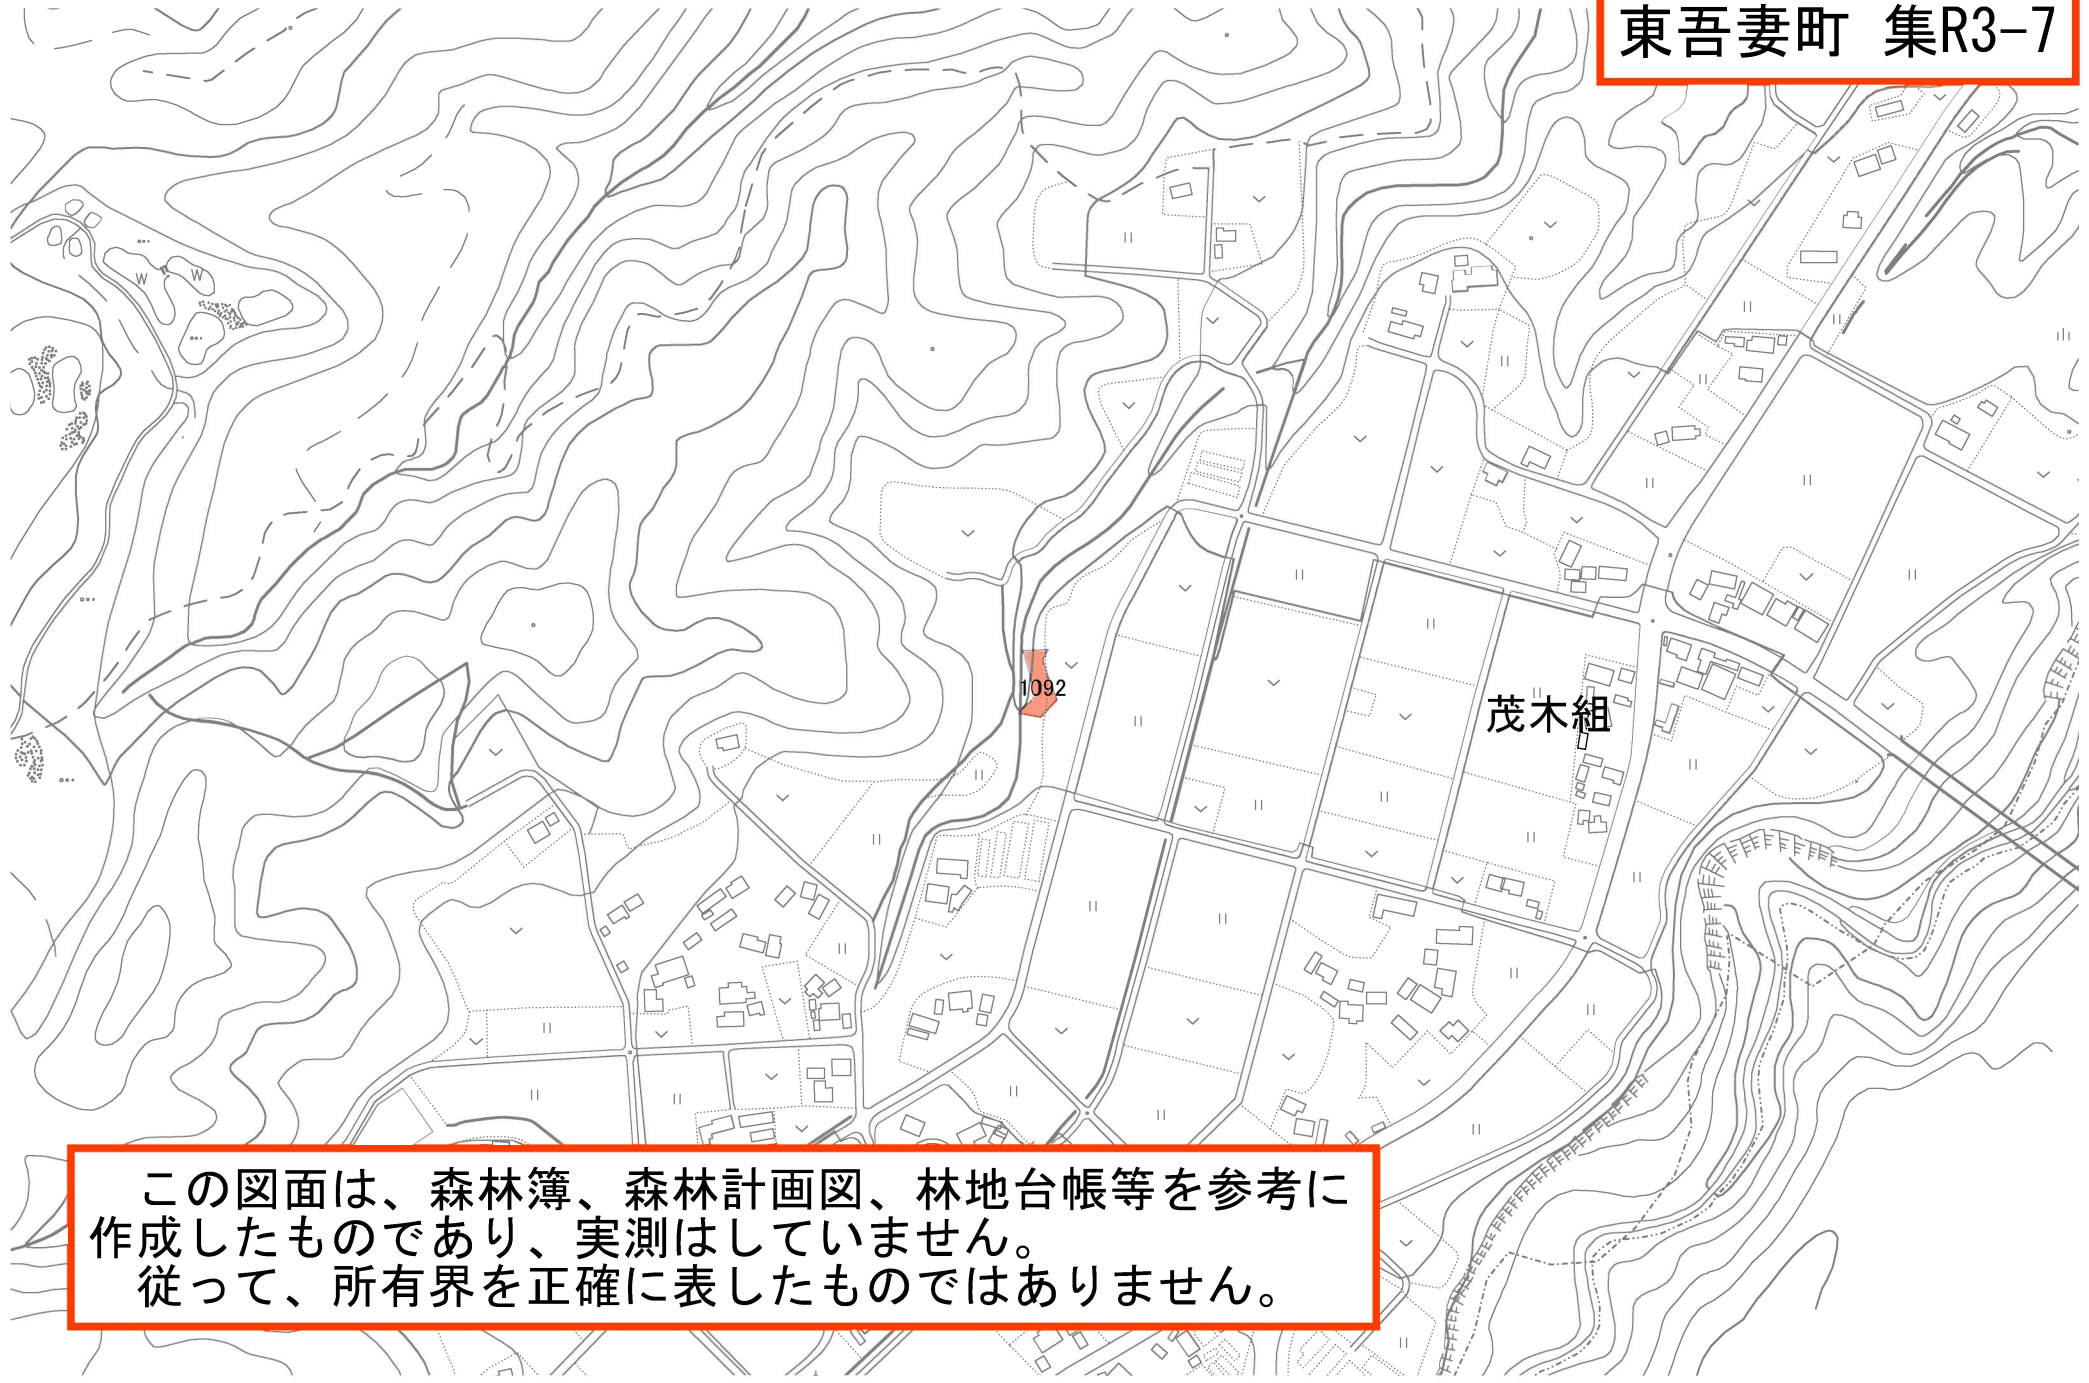 東吾妻町 集R3-7
W W
1092
茂木組
この図面は、森林簿、森林計画図、林地台帳等を参考に
作成したものであり、実測はしていません。
従って、所有界を正確に表したものではありません。